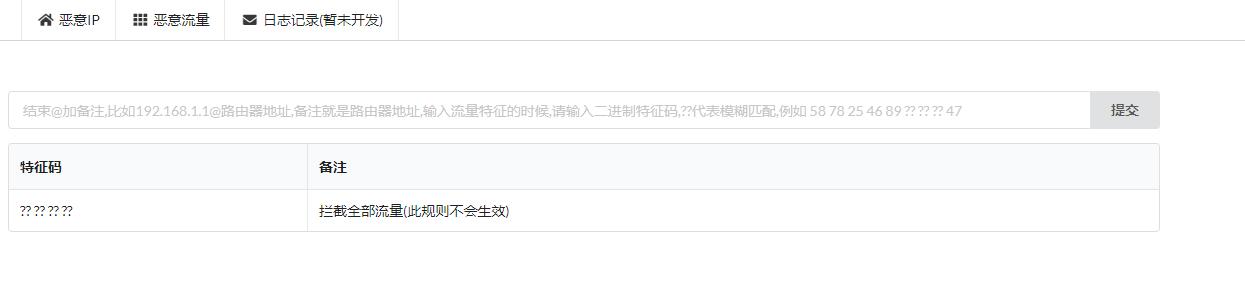 恶意IP 恶意流量 日志记录(暂未开发)
结束@加备注,比如192.168.1.1@路由器地址,备注就是路由器地址,输入流量特征的时候,请输入二进制特征码,??代表模糊匹配,例如 58 78 25 46 89 ?? ?? ?? 47 提交
特征码 备注
?? ?? ?? ?? 拦截全部流量(此规则不会生效)